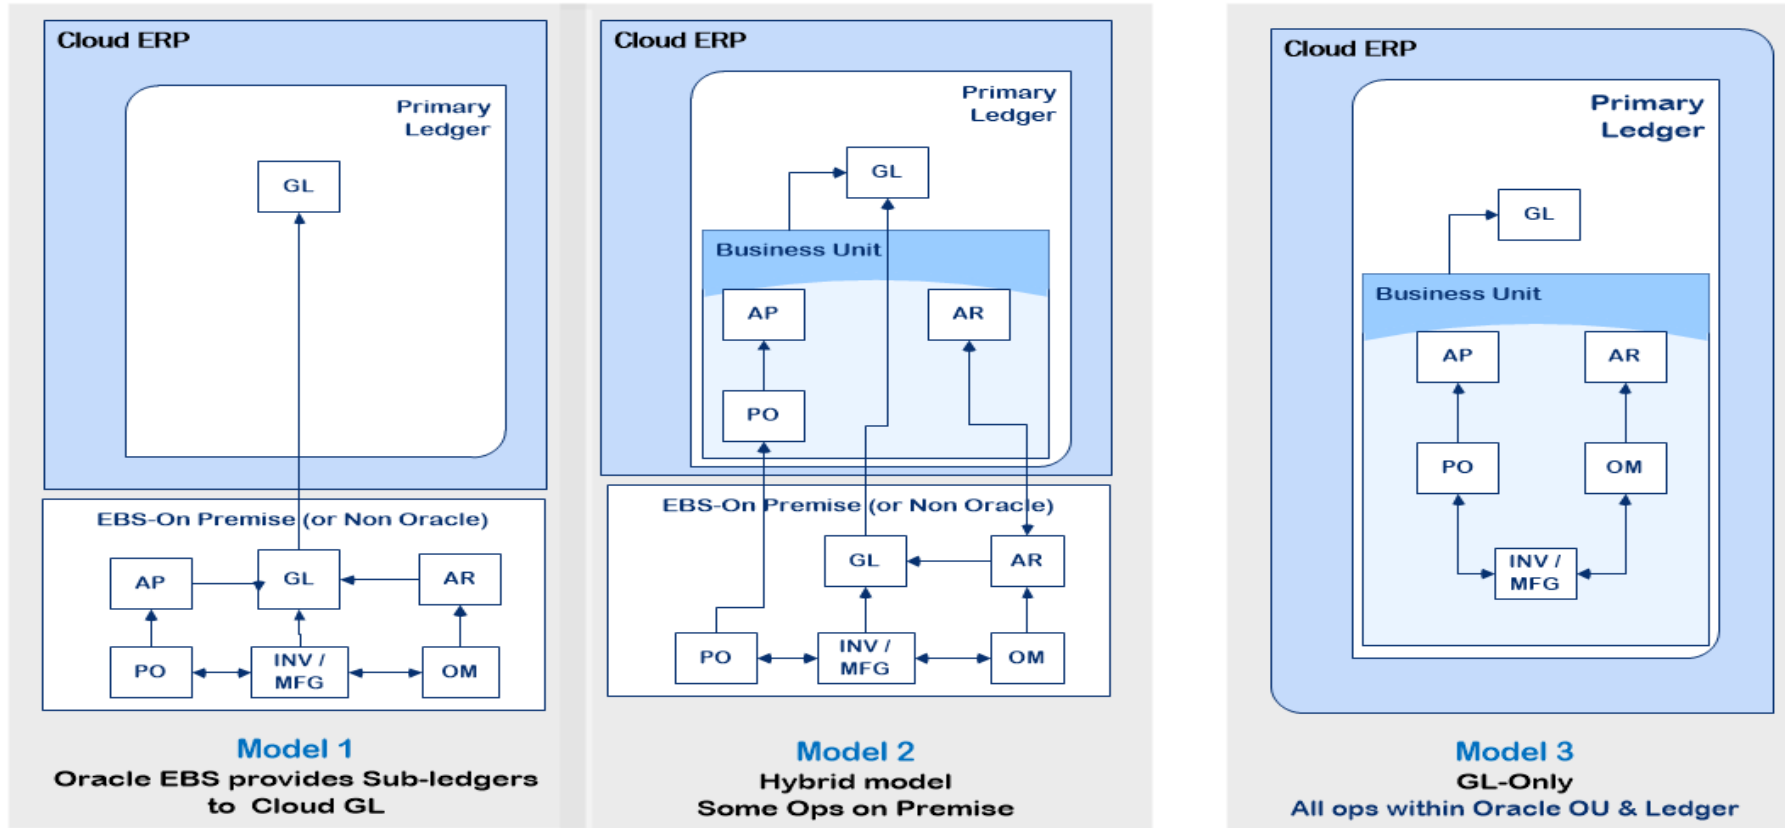 Cloud ERP
Primary
Ledger
GL
EBS-On Premise (or Non Oracle)
AP
GL
AR
PO
INV /
MFG
OM
Model 1
Oracle EBS provides Sub-ledgers
to Cloud GL
Cloud ERP
Primary
Ledger
GL
Business Unit
AP
AR
PO
EBS-On Premise (or Non Oracle)
GL
AR
PO
INV /
MFG
OM
Model 2
Hybrid model
Some Ops on Premise
Cloud ERP
Primary
Ledger
GL
Business Unit
AP
AR
PO
OM
INV /
MFG
Model 3
GL-Only
All ops within Oracle OU & Ledger